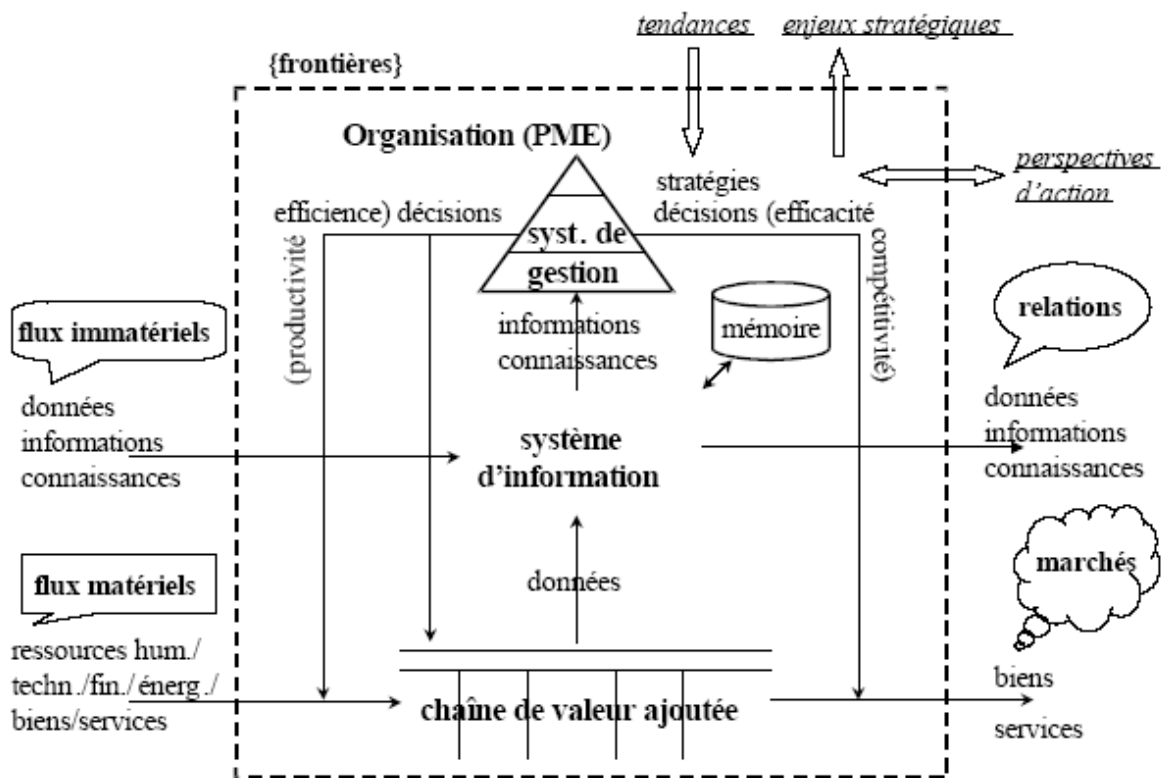 tendances
enjeux stratégiques
{frontières}
Organisation (PME)
perspectives
d'action
stratégies
efficience) décisions
décisions (efficacité
syst. de
gestion
(productivité
compétitivité)
flux immatériels
informations
connaissances
mémoire
relations
données
informations
connaissances
système
d'information
données
informations
connaissances
flux matériels
données
marchés
ressources hum./
techn./fin./énerg./
biens/services
chaîne de valeur ajoutée
biens
services